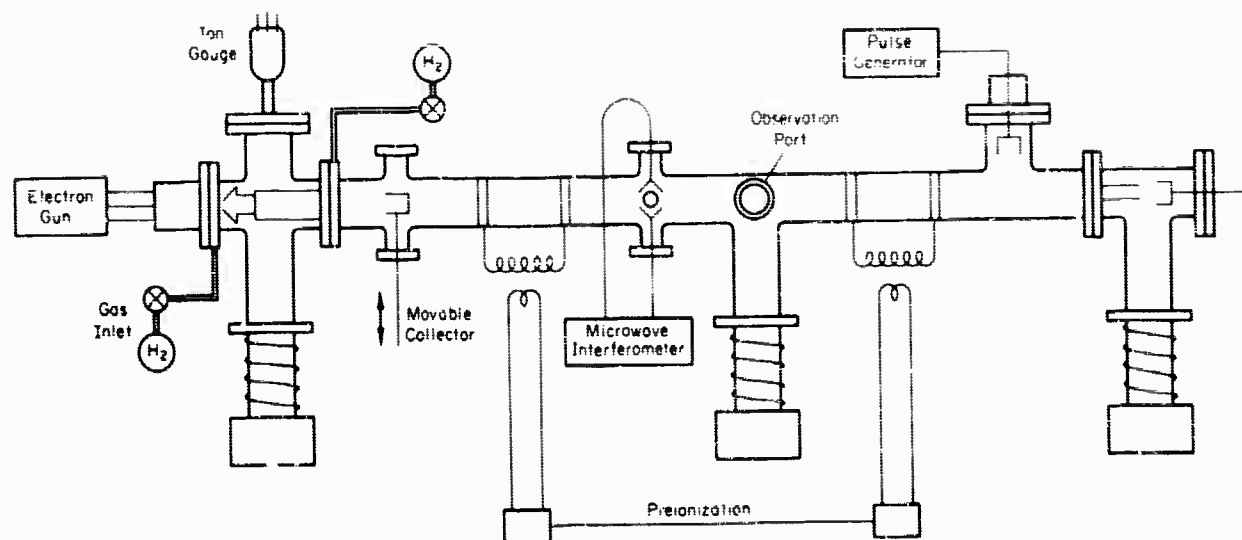 Ion
Gauge
H2
Pulse
Generator
Observation
Port
Electron
Gun
Gas
Inlet
H2
Movable
Collector
Microwave
Interferometer
Preionization